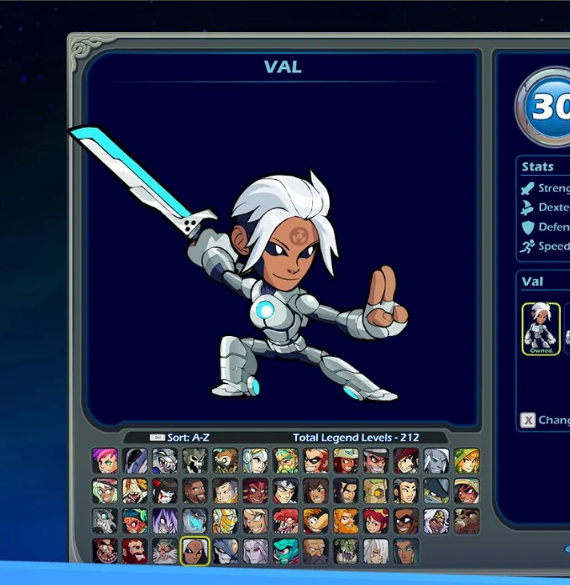 VAL
30
Stats
Streng
Dexte
Defen
Speed
Val
Owned.
X Chang
Sort: A-Z
Total Legend Levels - 212